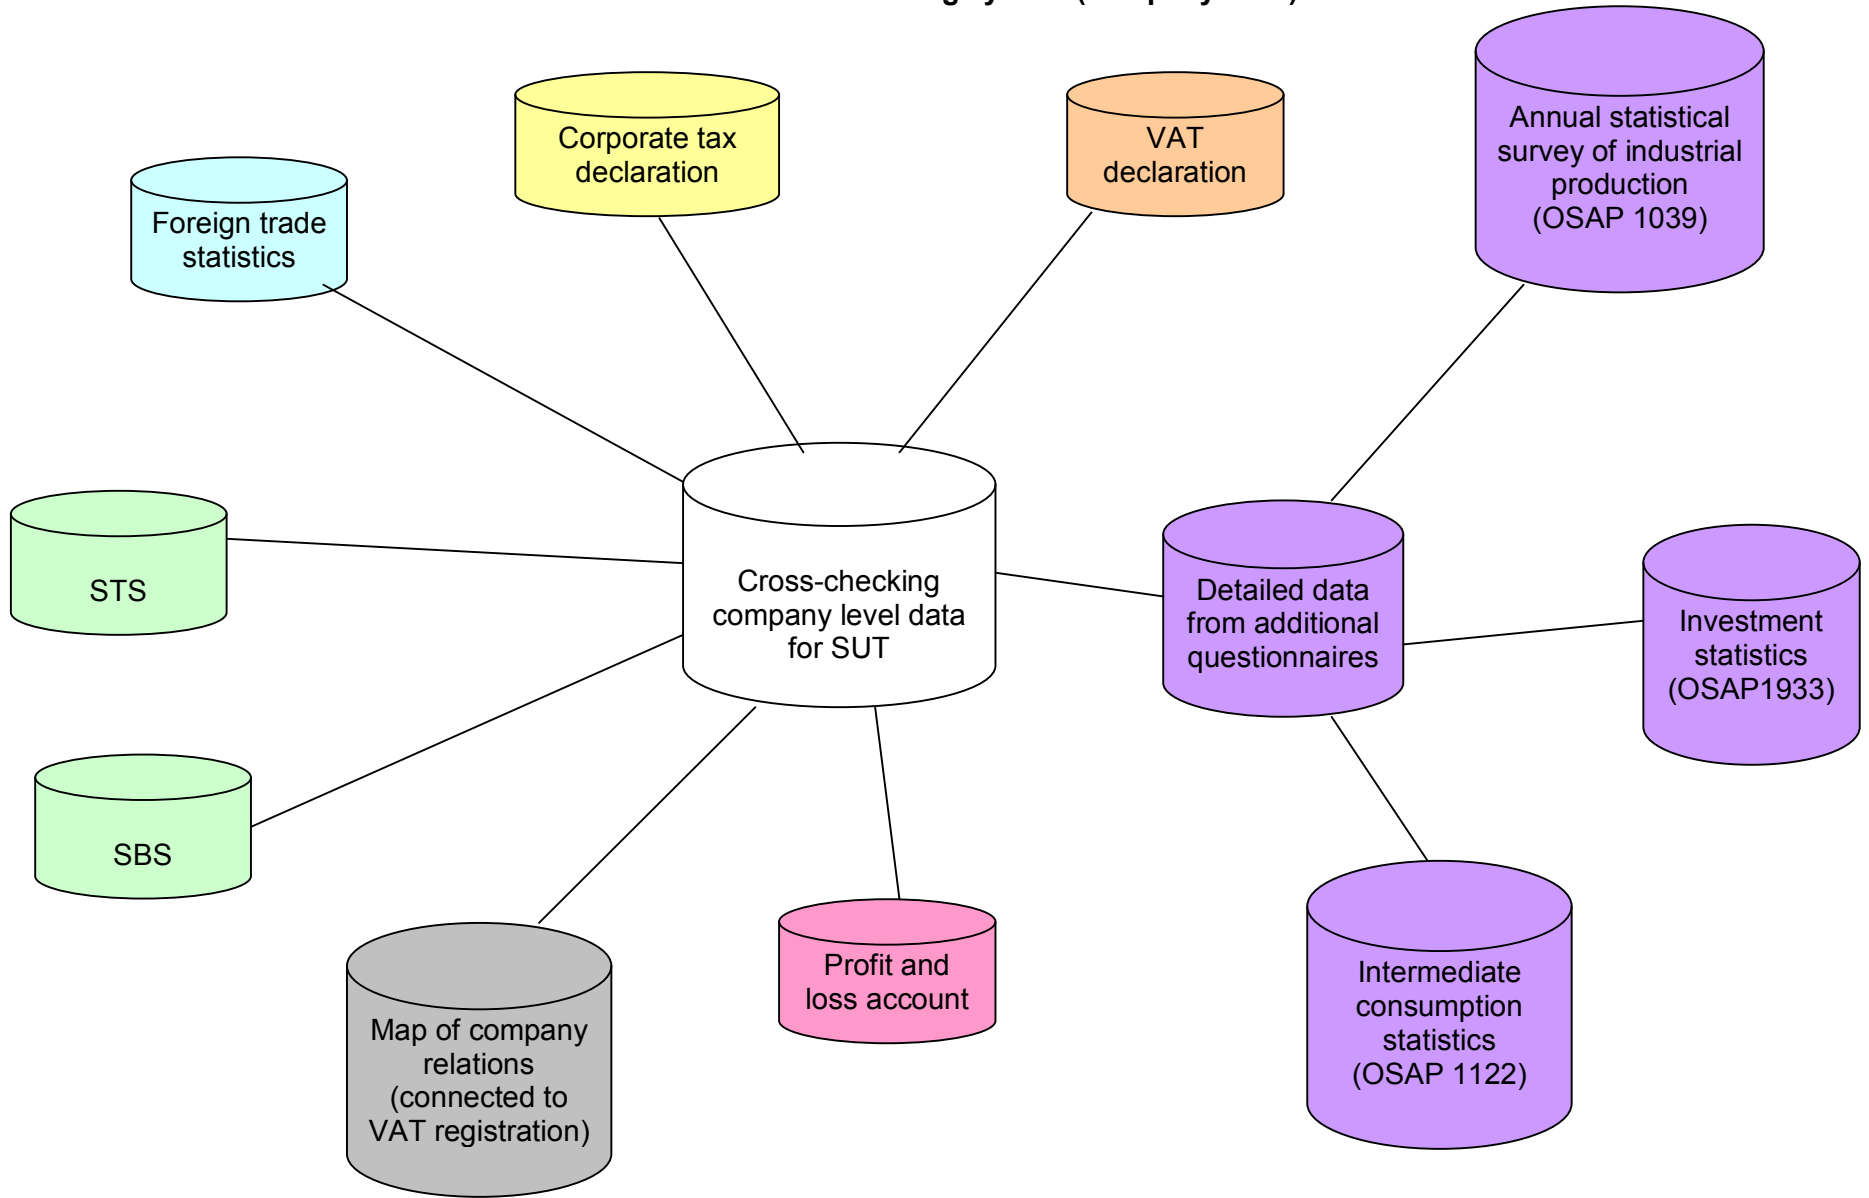 Corporate tax
declaration
VAT
declaration
Annual statistical
survey of industrial
production
(OSAP 1039)
Foreign trade
statistics
STS
Cross-checking
company level data
for SUT
Detailed data
from additional
questionnaires
Investment
statistics
(OSAP1933)
SBS
Profit and
loss account
Map of company
relations
(connected to
VAT registration)
Intermediate
consumption
statistics
(OSAP 1122)